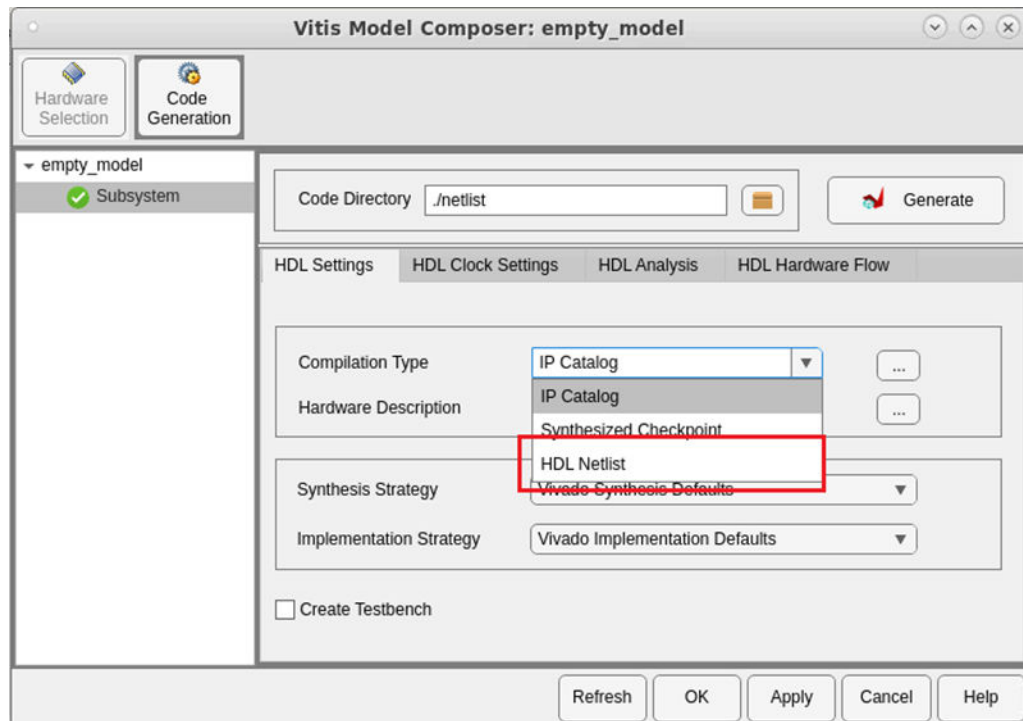 Vitis Model Composer: empty_model
Hardware
Selection
Code
Generation
empty_model
Subsystem
Code Directory ./netlist Generate
HDL Settings HDL Clock Settings HDL Analysis HDL Hardware Flow
Compilation Type IP Catalog ...
IP Catalog
Hardware Description ...
Synthesized Checkpoint
HDL Netlist
Synthesis Strategy Vivado Synthesis Defaults
Implementation Strategy Vivado Implementation Defaults
Create Testbench
Refresh OK Apply Cancel Help